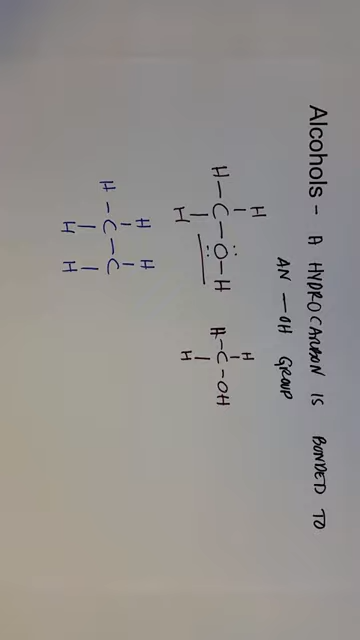 Alcohols - A HYDROCARBON IS BONDED TO
AN -OH GROUP
H H
H-C-Ö-H H-C-OH
H H
H H
H-C-C
H H